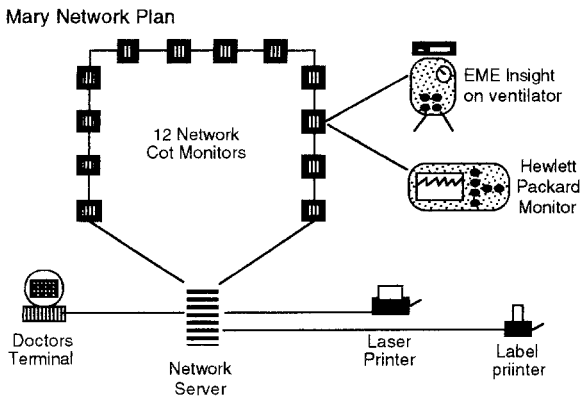 Mary Network Plan
EME Insight
on ventilator
12 Network
Cot Monitors
Hewlett
Packard
Monitor
Doctors
Terminal
Network
Server
Laser
Printer
Label
priinter